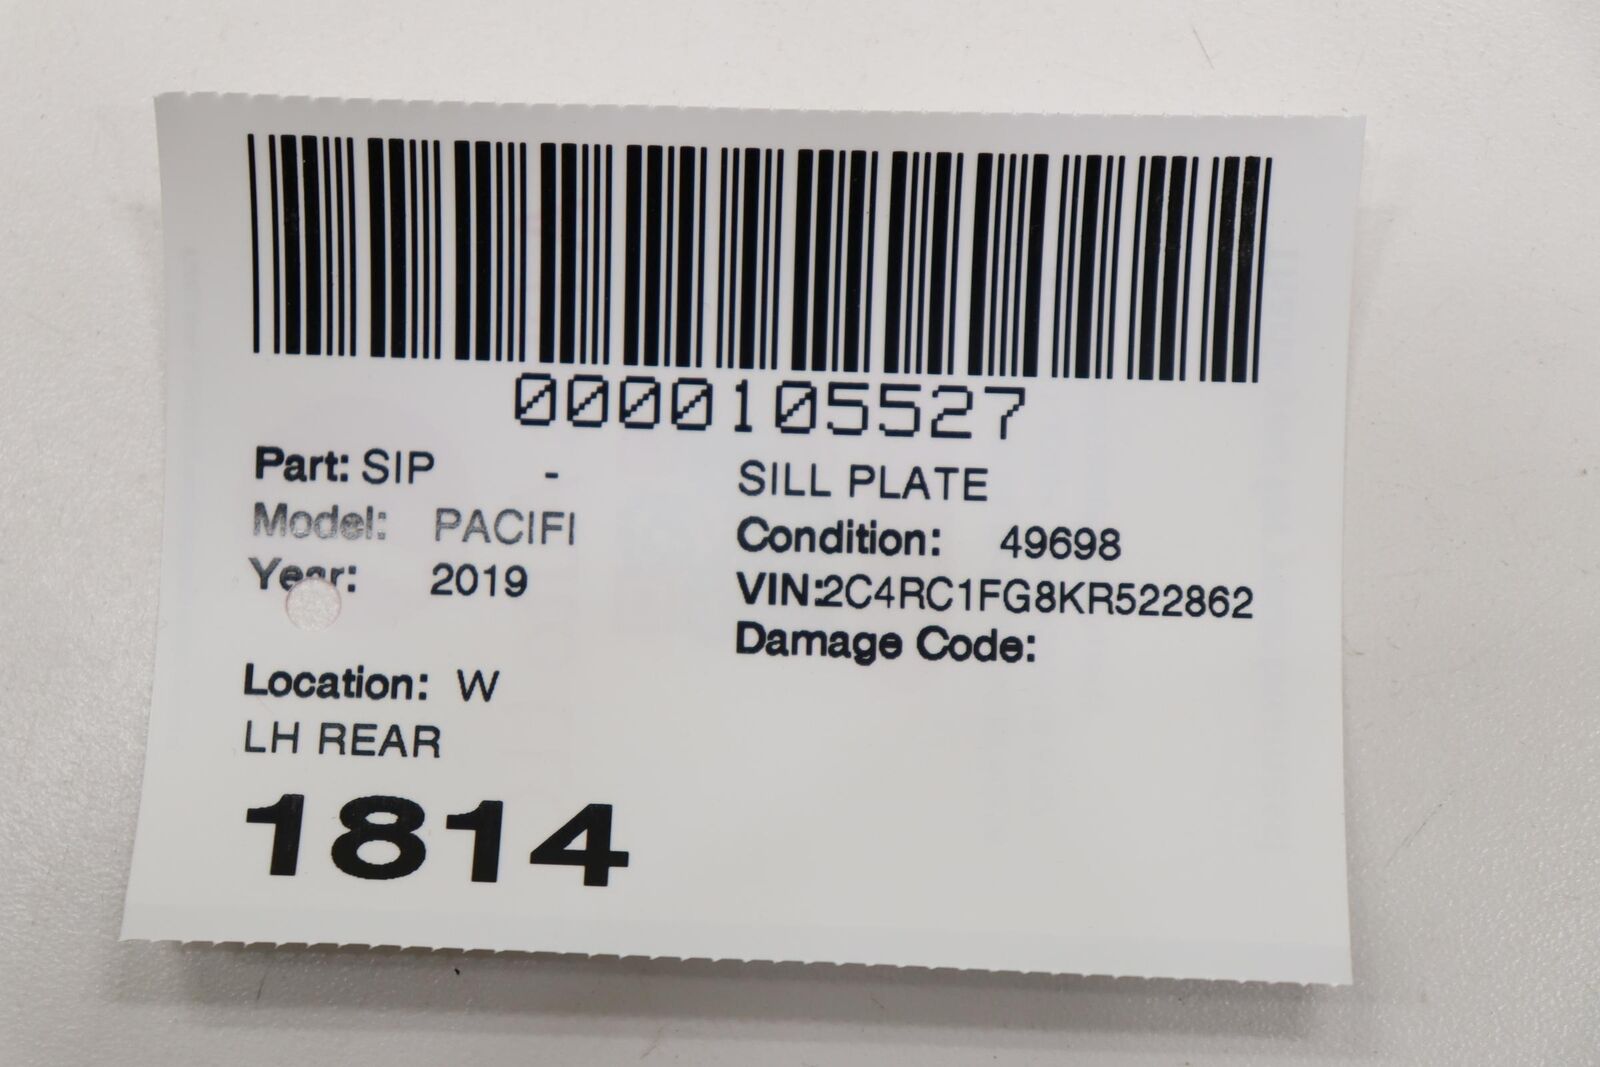 0000105527
Part: SIP - SILL PLATE
Model: PACIFI Condition: 49698
Year: 2019 VIN:2C4RC1FG8KR522862
Damage Code:
Location: W
LH REAR
1814